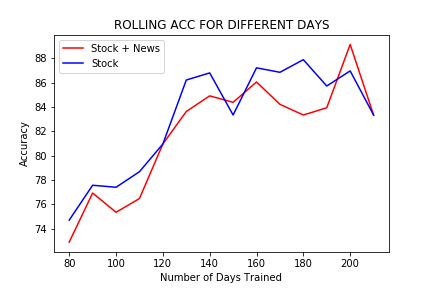 ROLLING ACC FOR DIFFERENT DAYS
Stock + News
Stock
88
86
84
82
80
78
76
74
Accuracy
80 100 120 140 160 180 200
Number of Days Trained